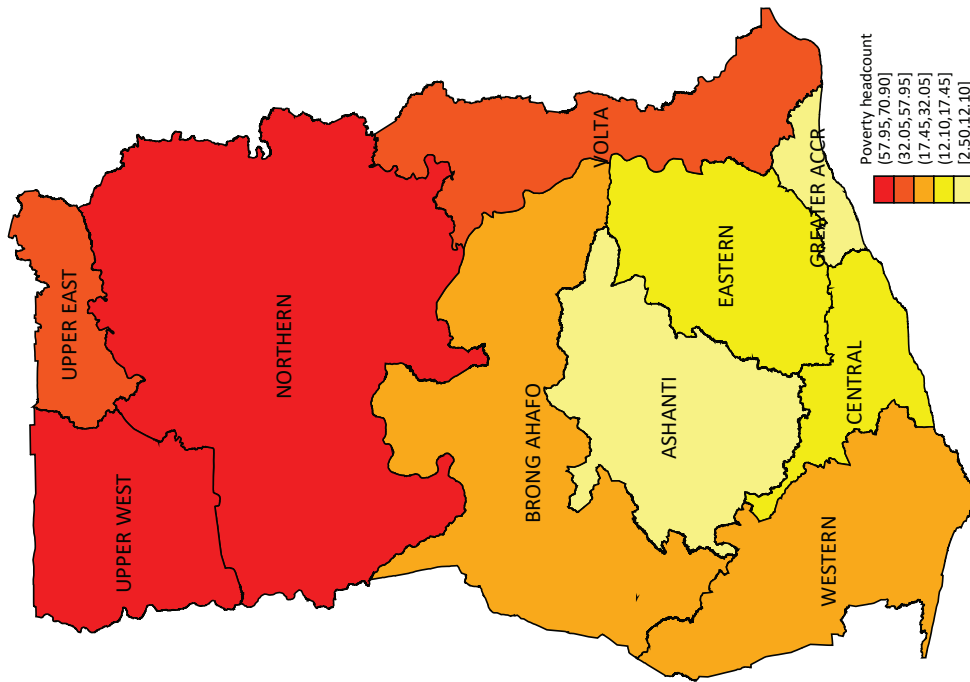 UPPER EAST
UPPER WEST
NORTHERN
VOLTA
BRONG AHAFO
EASTERN
GREATER ACCR
ASHANTI
CENTRAL
WESTERN
Poverty headcount
(57.95,70.90]
(32.05,57.95]
(17.45,32.05]
(12.10,17.45]
[2.50,12.10]